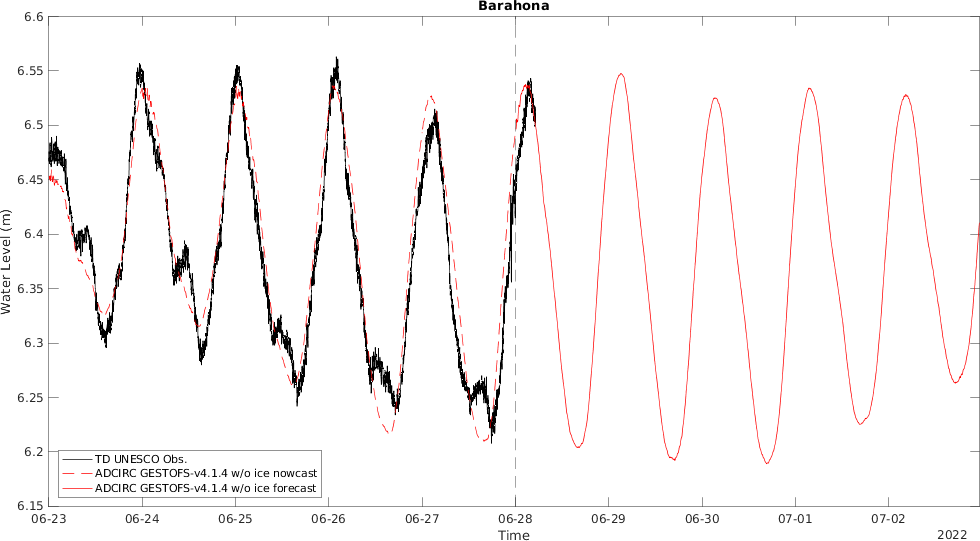 Barahona
6.6
6.55
6.5
6.45
6.4
6.35
6.3
6.25
6.2
6.15
Water Level (m)
TD UNESCO Obs.
ADCIRC GESTOFS-v4.1.4 w/o ice nowcast
ADCIRC GESTOFS-v4.1.4 w/o ice forecast
06-23 06-24 06-25 06-26 06-27 06-28 06-29 06-30 07-01 07-02
Time
2022